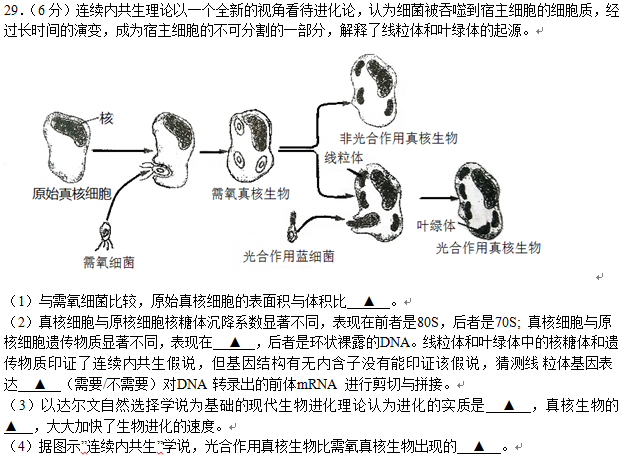 29.（6 分）连续内共生理论以一个全新的视角看待进化论，认为细菌被吞噬到宿主细胞的细胞质，经
过长时间的演变，成为宿主细胞的不可分割的一部分，解释了线粒体和叶绿体的起源。
核
非光合作用真核生物
线粒体
原始真核细胞
需氧真核生物
叶绿体
需氧细菌
光合作用蓝细菌
光合作用真核生物
（1）与需氧细菌比较，原始真核细胞的表面积与体积比 ▲ 。
（2）真核细胞与原核细胞核糖体沉降系数显著不同，表现在前者是80S，后者是70S; 真核细胞与原
核细胞遗传物质显著不同，表现在 ▲ ，后者是环状裸露的DNA。线粒体和叶绿体中的核糖体和遗
传物质印证了连续内共生假说，但基因结构有无内含子没有能印证该假说，猜测线 粒体基因表
达 ▲ （需要/不需要）对DNA 转录出的前体mRNA 进行剪切与拼接。
（3）以达尔文自然选择学说为基础的现代生物进化理论认为进化的实质是 ▲ ，真核生物的
▲ ，大大加快了生物进化的速度。
（4）据图示"连续内共生"学说，光合作用真核生物比需氧真核生物出现的 ▲ 。